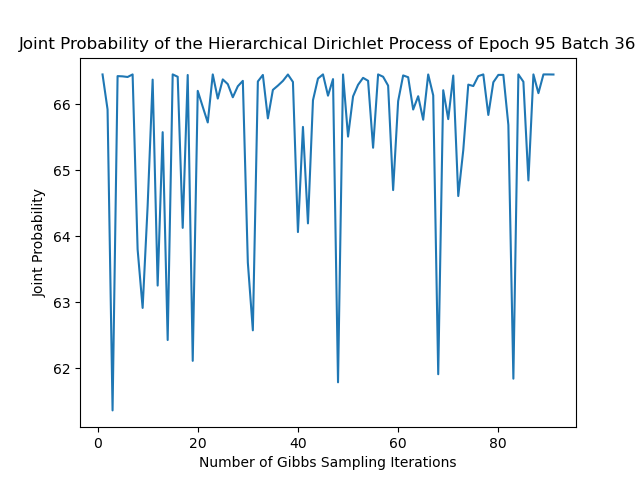 Joint Probability of the Hierarchical Dirichlet Process of Epoch 95 Batch 36
66
65
64
63
62
Joint Probability
0 20 40 60 80
Number of Gibbs Sampling Iterations